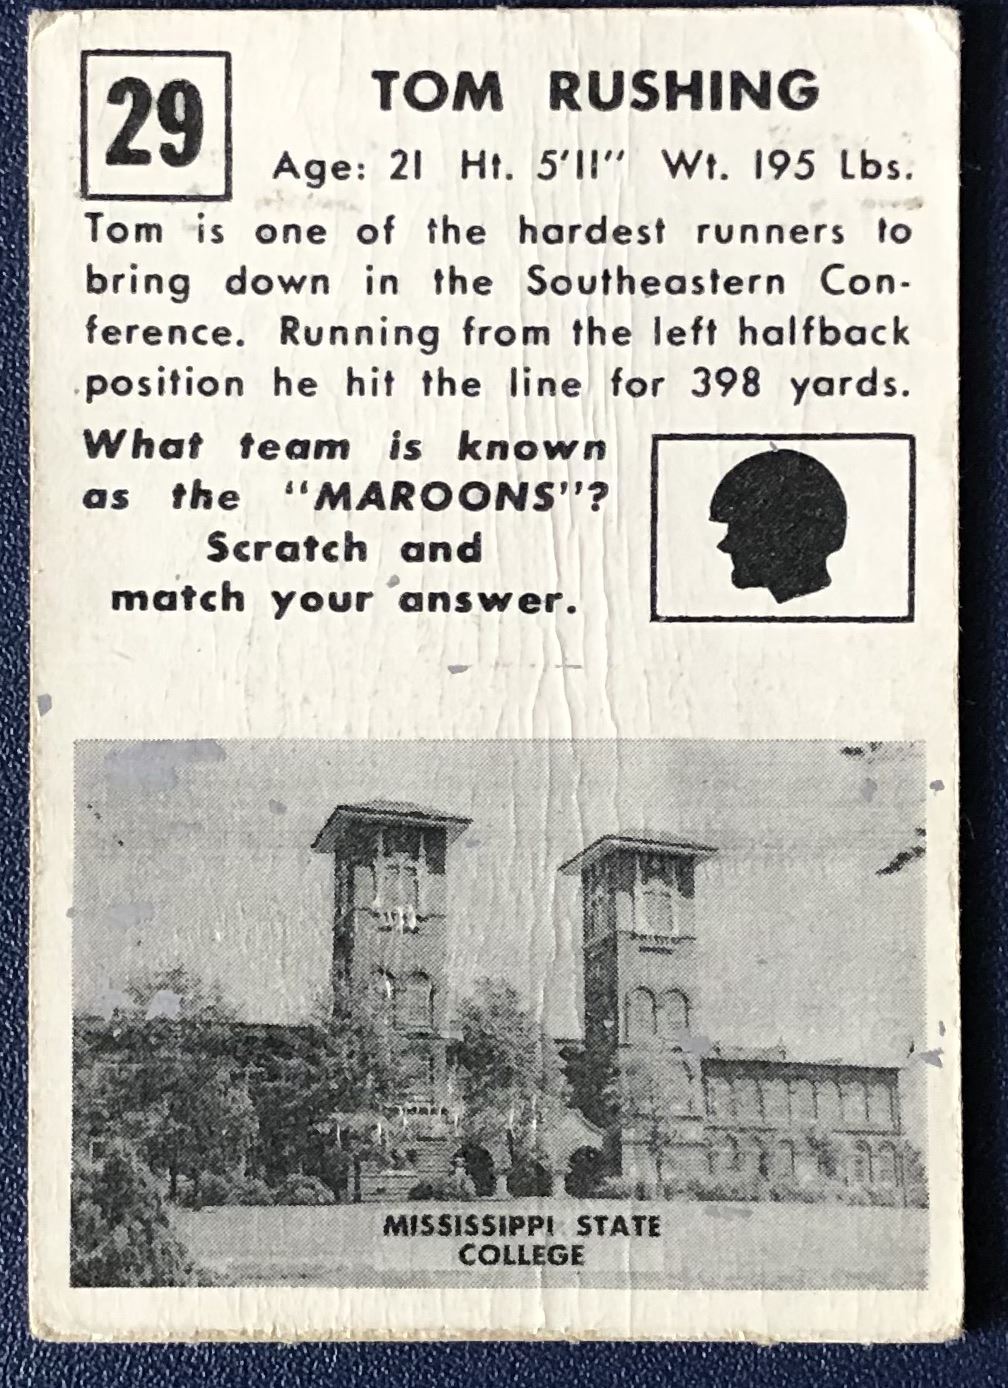 29
TOM RUSHING
Age: 21 Ht. 5'11" Wt. 195 Lbs.
Tom is one of the hardest runners to
bring down in the Southeastern Con-
ference. Running from the left halfback
position he hit the line for 398 yards.
What team is known
as the "MAROONS"?
Scratch and
match your answer.
MISSISSIPPI STATE
COLLEGE